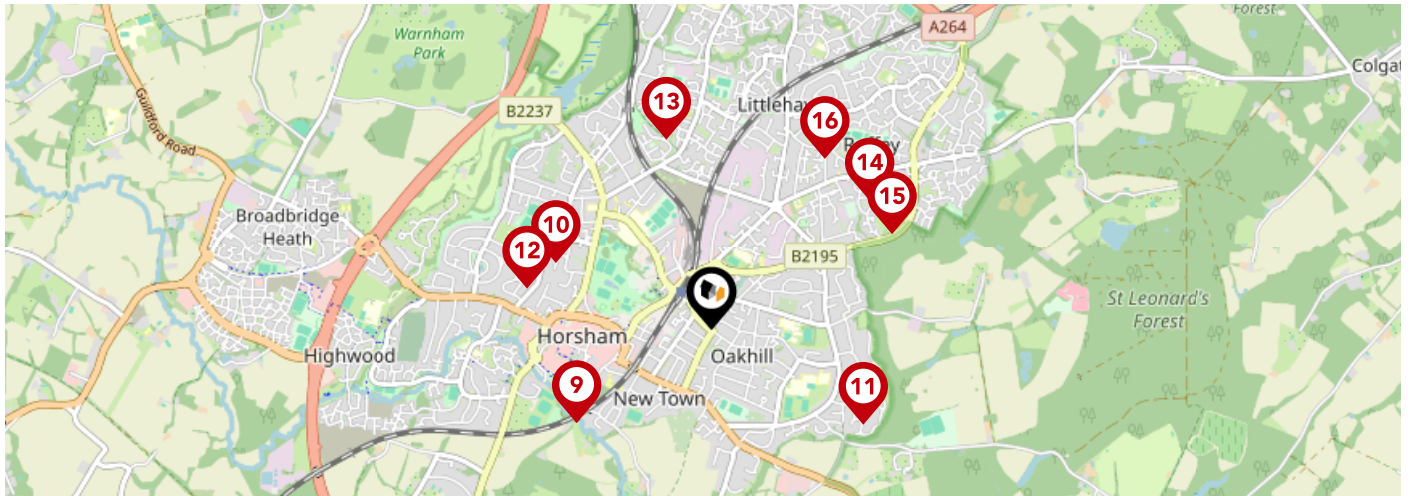 Forest
Warnham
Park
A264
Colgat
B2237
13
Littlehav
16
Guildford Road
14
15
Broadbridge
Heath
10
12
B2195
St Leonard's
Forest
Horsham
Highwood
Oakhill
9
New Town
11